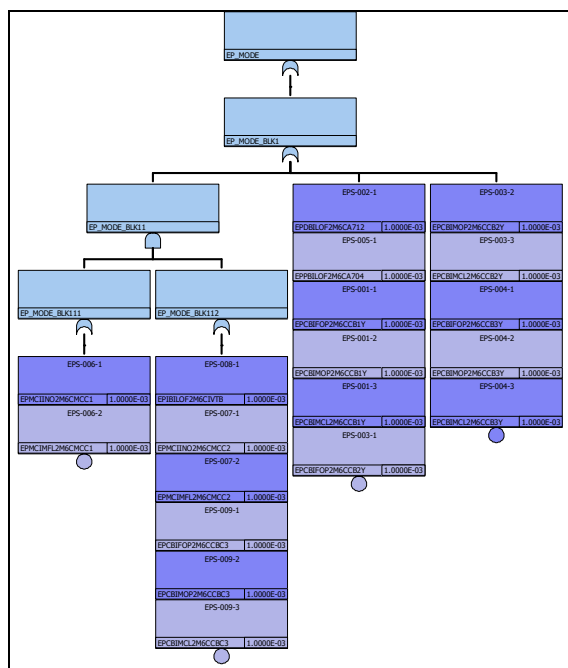 EP_MODE
EP_MODE_BLK1
EP_MODE_BLK11
EP_MODE_BLK111
EP_MODE_BLK112
EPS-006-1
EPMCIINO2M6CMCC1 1.0000E-03
EPS-006-2
EPMCIMFL2M6CMCC1 1.0000E-03
EPS-008-1
EPIBILOF2M6CIVTB 1.0000E-03
EPS-007-1
EPMCIINO2M6CMCC2 1.0000E-03
EPS-007-2
EPMCIMFL2M6CMCC2 1.0000E-03
EPS-009-1
EPCBIFOP2M6CCBC3 1.0000E-03
EPS-009-2
EPCBIMOP2M6CCBC3 1.0000E-03
EPS-009-3
EPCBIMCL2M6CCBC3 1.0000E-03
EPS-002-1
EPDBILOF2M6CA712 1.0000E-03
EPS-005-1
EPPBILOF2M6CA704 1.0000E-03
EPS-001-1
EPCBIFOP2M6CCB1Y 1.0000E-03
EPS-001-2
EPCBIMOP2M6CCB1Y 1.0000E-03
EPS-001-3
EPCBIMCL2M6CCB1Y 1.0000E-03
EPS-003-1
EPCBIFOP2M6CCB2Y 1.0000E-03
EPS-003-2
EPCBIMOP2M6CCB2Y 1.0000E-03
EPS-003-3
EPCBIMCL2M6CCB2Y 1.0000E-03
EPS-004-1
EPCBIFOP2M6CCB3Y 1.0000E-03
EPS-004-2
EPCBIMOP2M6CCB3Y 1.0000E-03
EPS-004-3
EPCBIMCL2M6CCB3Y 1.0000E-03